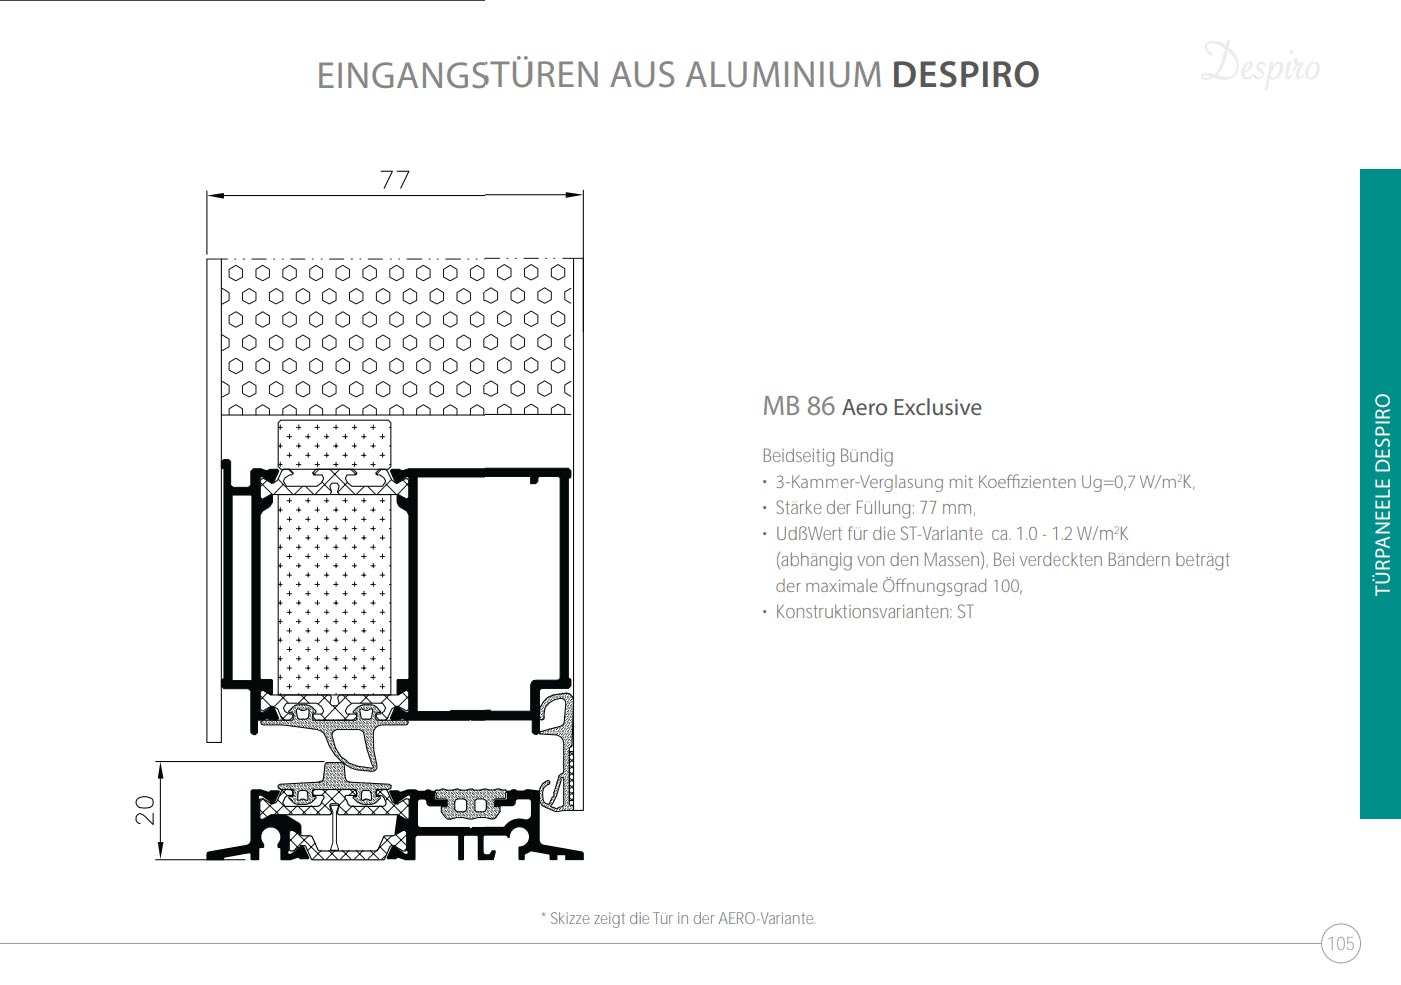 Despiro
EINGANGSTÜREN AUS ALUMINIUM DESPIRO
77
20
MB 86 Aero Exclusive
Beidseitig Bündig
• 3-Kammer-Verglasung mit Koeffizienten Ug=0,7 W/m²K,
• Stärke der Füllung: 77 mm,
• UdßWert für die ST-Variante ca. 1.0 - 1.2 W/m²K
(abhängig von den Massen), Bei verdeckten Bändern beträgt
der maximale Öffnungsgrad 100,
• Konstruktionsvarianten: ST
TÜRPANEELE DESPIRO
* Skizze zeigt die Tür in der AERO-Variante.
105